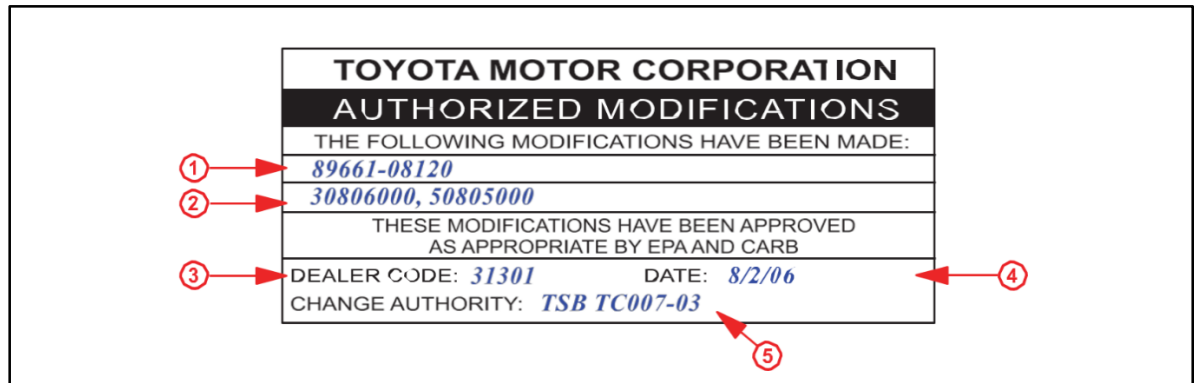 TOYOTA MOTOR CORPORATION
AUTHORIZED MODIFICATIONS
THE FOLLOWING MODIFICATIONS HAVE BEEN MADE:
1 89661-08120
2 30806000, 50805000
THESE MODIFICATIONS HAVE BEEN APPROVED
AS APPROPRIATE BY EPA AND CARB
3 DEALER CODE: 31301 DATE: 8/2/06 4
CHANGE AUTHORITY: TSB TC007-03
5